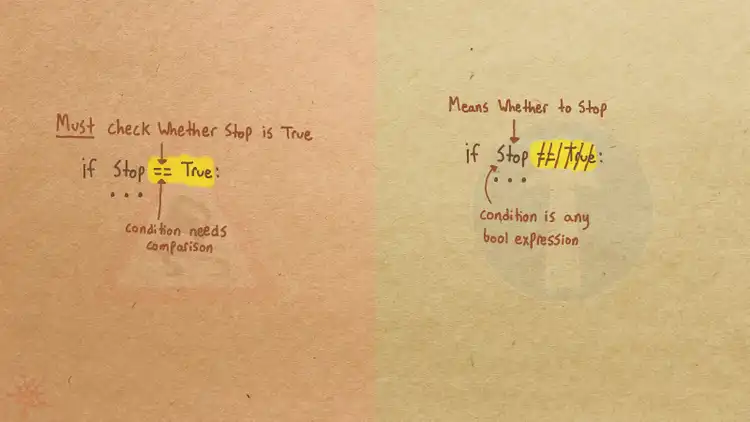 Must check whether Stop is True
if Stop == True:
...
condition needs
comparison
Means whether to Stop
if Stop == True:
...
condition is any
bool expression